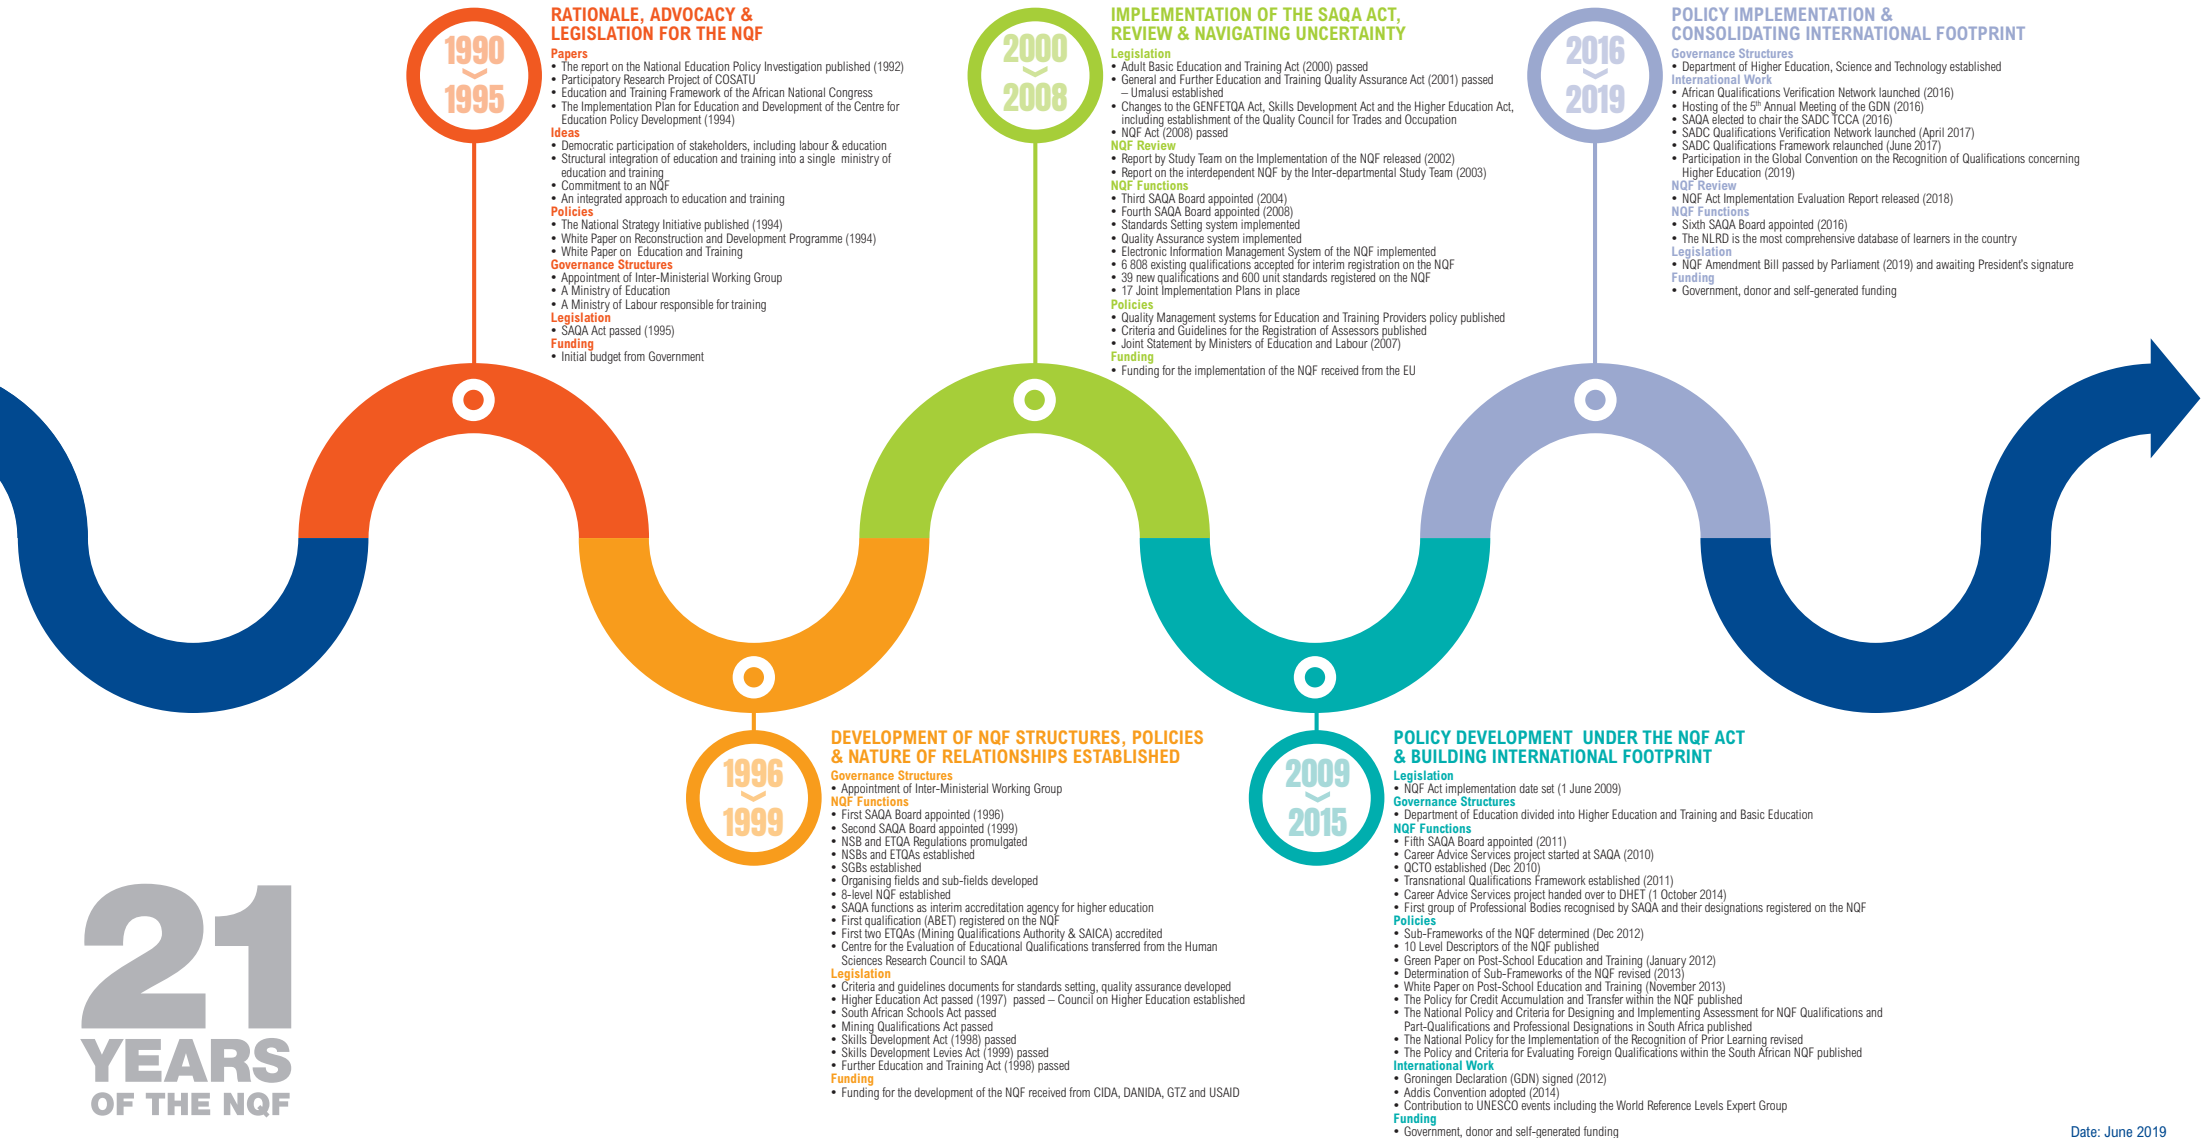 1990
1995
RATIONALE, ADVOCACY &
LEGISLATION FOR THE NQF
Papers
• The report on the National Education Policy Investigation published (1992)
• Participatory Research Project of COSATU
• Education and Training Framework of the African National Congress
• The Implementation Plan for Education and Development of the Centre for
Education Policy Development (1994)
Ideas
• Democratic participation of stakeholders, including labour & education
• Structural integration of education and training into a single ministry of
education and training
• Commitment to an NQF
• An integrated approach to education and training
Policies
• The National Strategy Initiative published (1994)
• White Paper on Reconstruction and Development Programme (1994)
• White Paper on Education and Training
Governance Structures
• Appointment of Inter-Ministerial Working Group
• A Ministry of Education
• A Ministry of Labour responsible for training
Legislation
• SAQA Act passed (1995)
Funding
• Initial budget from Government
2000
2008
IMPLEMENTATION OF THE SAQA ACT,
REVIEW & NAVIGATING UNCERTAINTY
Legislation
• Adult Basic Education and Training Act (2000) passed
• General and Further Education and Training Quality Assurance Act (2001) passed
– Umalusi established
• Changes to the GENFETQA Act, Skills Development Act and the Higher Education Act,
including establishment of the Quality Council for Trades and Occupation
• NQF Act (2008) passed
NQF Review
• Report by Study Team on the Implementation of the NQF released (2002)
• Report on the interdependent NQF by the Inter-departmental Study Team (2003)
NQF Functions
• Third SAQA Board appointed (2004)
• Fourth SAQA Board appointed (2008)
• Standards Setting system implemented
• Quality Assurance system implemented
• Electronic Information Management System of the NQF implemented
• 6 808 existing qualifications accepted for interim registration on the NQF
• 39 new qualifications and 600 unit standards registered on the NQF
• 17 Joint Implementation Plans in place
Policies
• Quality Management systems for Education and Training Providers policy published
• Criteria and Guidelines for the Registration of Assessors published
• Joint Statement by Ministers of Education and Labour (2007)
Funding
• Funding for the implementation of the NQF received from the EU
2016
2019
POLICY IMPLEMENTATION &
CONSOLIDATING INTERNATIONAL FOOTPRINT
Governance Structures
• Department of Higher Education, Science and Technology established
International Work
• African Qualifications Verification Network launched (2016)
• Hosting of the 5th Annual Meeting of the GDN (2016)
• SAQA elected to chair the SADC TCCA (2016)
• SADC Qualifications Verification Network launched (April 2017)
• SADC Qualifications Framework relaunched (June 2017)
• Participation in the Global Convention on the Recognition of Qualifications concerning
Higher Education (2019)
NQF Review
• NQF Act Implementation Evaluation Report released (2018)
NQF Functions
• Sixth SAQA Board appointed (2016)
• The NLRD is the most comprehensive database of learners in the country
Legislation
• NQF Amendment Bill passed by Parliament (2019) and awaiting President's signature
Funding
• Government, donor and self-generated funding
1996
1999
DEVELOPMENT OF NQF STRUCTURES, POLICIES
& NATURE OF RELATIONSHIPS ESTABLISHED
Governance Structures
• Appointment of Inter-Ministerial Working Group
NQF Functions
• First SAQA Board appointed (1996)
• Second SAQA Board appointed (1999)
• NSB and ETQA Regulations promulgated
• NSBs and ETQAs established
• SGBs established
• Organising fields and sub-fields developed
• 8-level NQF established
• SAQA functions as interim accreditation agency for higher education
• First qualification (ABET) registered on the NQF
• First two ETQAs (Mining Qualifications Authority & SAICA) accredited
• Centre for the Evaluation of Educational Qualifications transferred from the Human
Sciences Research Council to SAQA
Legislation
• Criteria and guidelines documents for standards setting, quality assurance developed
• Higher Education Act passed (1997) passed – Council on Higher Education established
• South African Schools Act passed
• Mining Qualifications Act passed
• Skills Development Act (1998) passed
• Skills Development Levies Act (1999) passed
• Further Education and Training Act (1998) passed
Funding
• Funding for the development of the NQF received from CIDA, DANIDA, GTZ and USAID
2009
2015
POLICY DEVELOPMENT UNDER THE NQF ACT
& BUILDING INTERNATIONAL FOOTPRINT
Legislation
• NQF Act implementation date set (1 June 2009)
Governance Structures
• Department of Education divided into Higher Education and Training and Basic Education
NQF Functions
• Fifth SAQA Board appointed (2011)
• Career Advice Services project started at SAQA (2010)
• QCTO established (Dec 2010)
• Transnational Qualifications Framework established (2011)
• Career Advice Services project handed over to DHET (1 October 2014)
• First group of Professional Bodies recognised by SAQA and their designations registered on the NQF
Policies
• Sub-Frameworks of the NQF determined (Dec 2012)
• 10 Level Descriptors of the NQF published
• Green Paper on Post-School Education and Training (January 2012)
• Determination of Sub-Frameworks of the NQF revised (2013)
• White Paper on Post-School Education and Training (November 2013)
• The Policy for Credit Accumulation and Transfer within the NQF published
• The National Policy and Criteria for Designing and Implementing Assessment for NQF Qualifications and
Part-Qualifications and Professional Designations in South Africa published
• The National Policy for the Implementation of the Recognition of Prior Learning revised
• The Policy and Criteria for Evaluating Foreign Qualifications within the South African NQF published
International Work
• Groningen Declaration (GDN) signed (2012)
• Addis Convention adopted (2014)
• Contribution to UNESCO events including the World Reference Levels Expert Group
Funding
• Government, donor and self-generated funding
21
YEARS
OF THE NQF
Date: June 2019